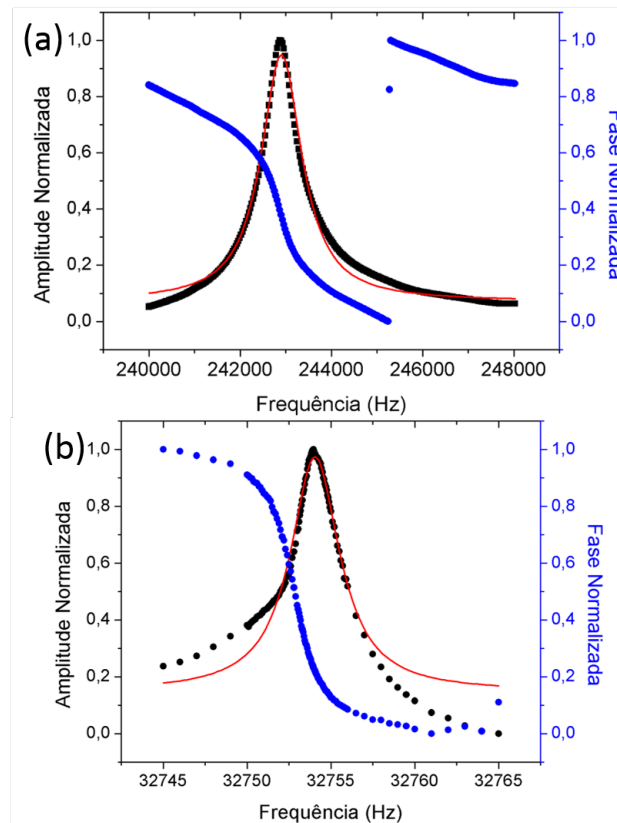 (a)
1,0
0,8
0,6
0,4
0,2
0,0
Amplitude Normalizada
1,0
0,8
0,6
0,4
0,2
0,0
Fase Normalizada
240000 242000 244000 246000 248000
Frequência (Hz)
(b)
1,0
0,8
0,6
0,4
0,2
0,0
Amplitude Normalizada
1,0
0,8
0,6
0,4
0,2
0,0
Fase Normalizada
32745 32750 32755 32760 32765
Frequência (Hz)